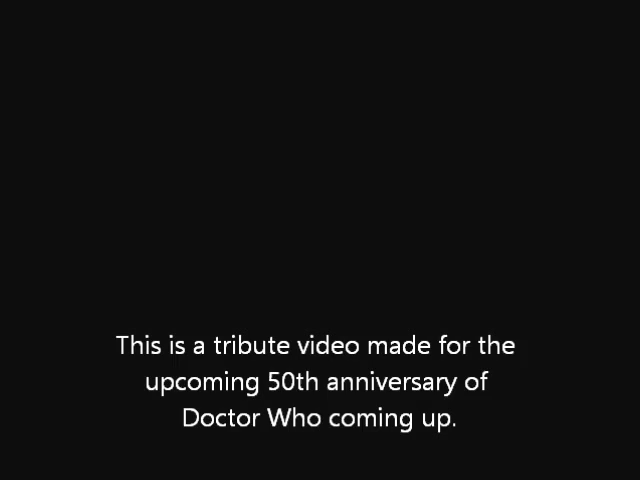 This is a tribute video made for the
upcoming 50th anniversary of
Doctor Who coming up.